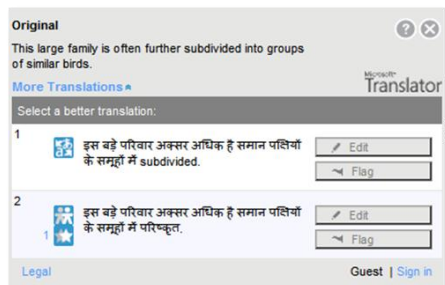 Original
This large family is often further subdivided into groups
of similar birds.
More Translations
Microsoft®
Translator
Select a better translation:
1
इस बड़े परिवार अक्सर अधिक है समान पक्षियों
के समूहों में subdivided.
Edit
Flag
2
1
इस बड़े परिवार अक्सर अधिक है समान पक्षियों
के समूहों में परिष्कृत.
Edit
Flag
Legal
Guest | Sign in